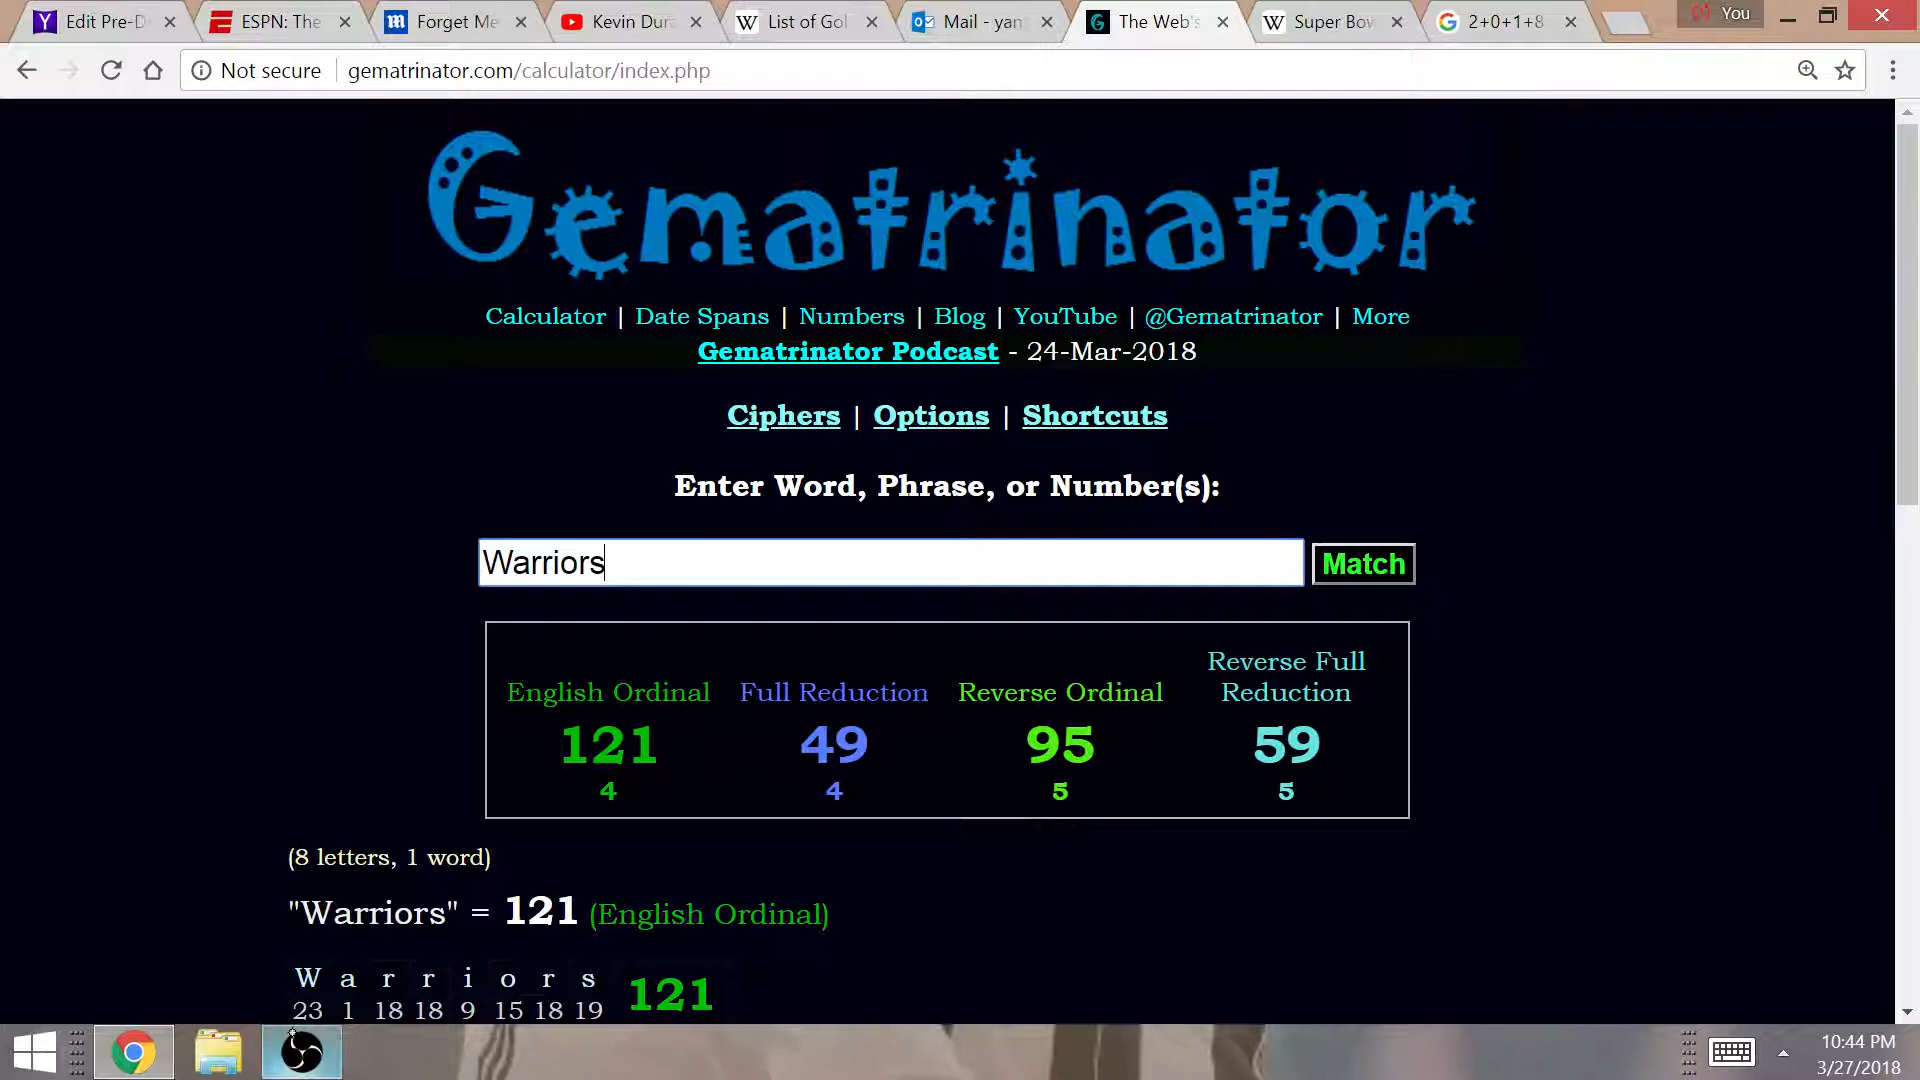 Edit Pre-D
ESPN: The
Forget Me
Kevin Dura
List of Gol
Mail - yan
The Web's
Super Bow
2+0+1+8
You
Not secure
gematrinator.com/calculator/index.php
Gematrinator
Calculator | Date Spans | Numbers | Blog | YouTube | @Gematrinator | More
Gematrinator Podcast - 24-Mar-2018
Ciphers | Options | Shortcuts
Enter Word, Phrase, or Number(s):
Warriors
Match
English Ordinal
Full Reduction
Reverse Ordinal
Reverse Full
Reduction
121 49 95 59
4 4 5 5
(8 letters, 1 word)
"Warriors" = 121 (English Ordinal)
W a r r i o r s
121
23 1 18 18 9 15 18 19
10:44 PM
3/27/2018